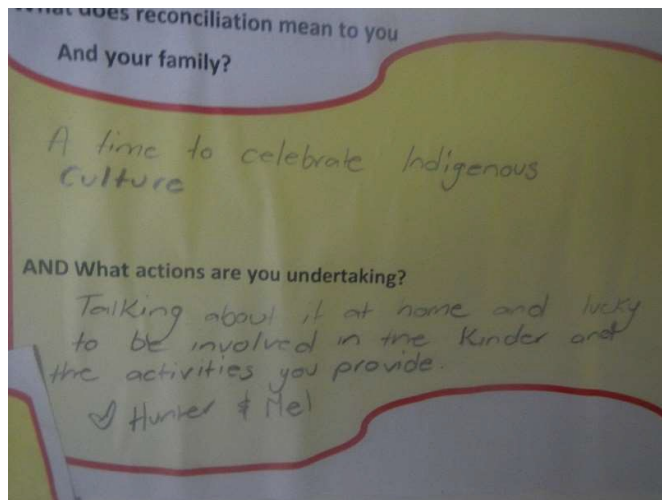 What does reconciliation mean to you
And your family?
A time to celebrate Indigenous
Culture
AND What actions are you undertaking?
Talking about it at home and lucky
to be involved in the Kinder and
the activities you provide.
Hunter & Mel